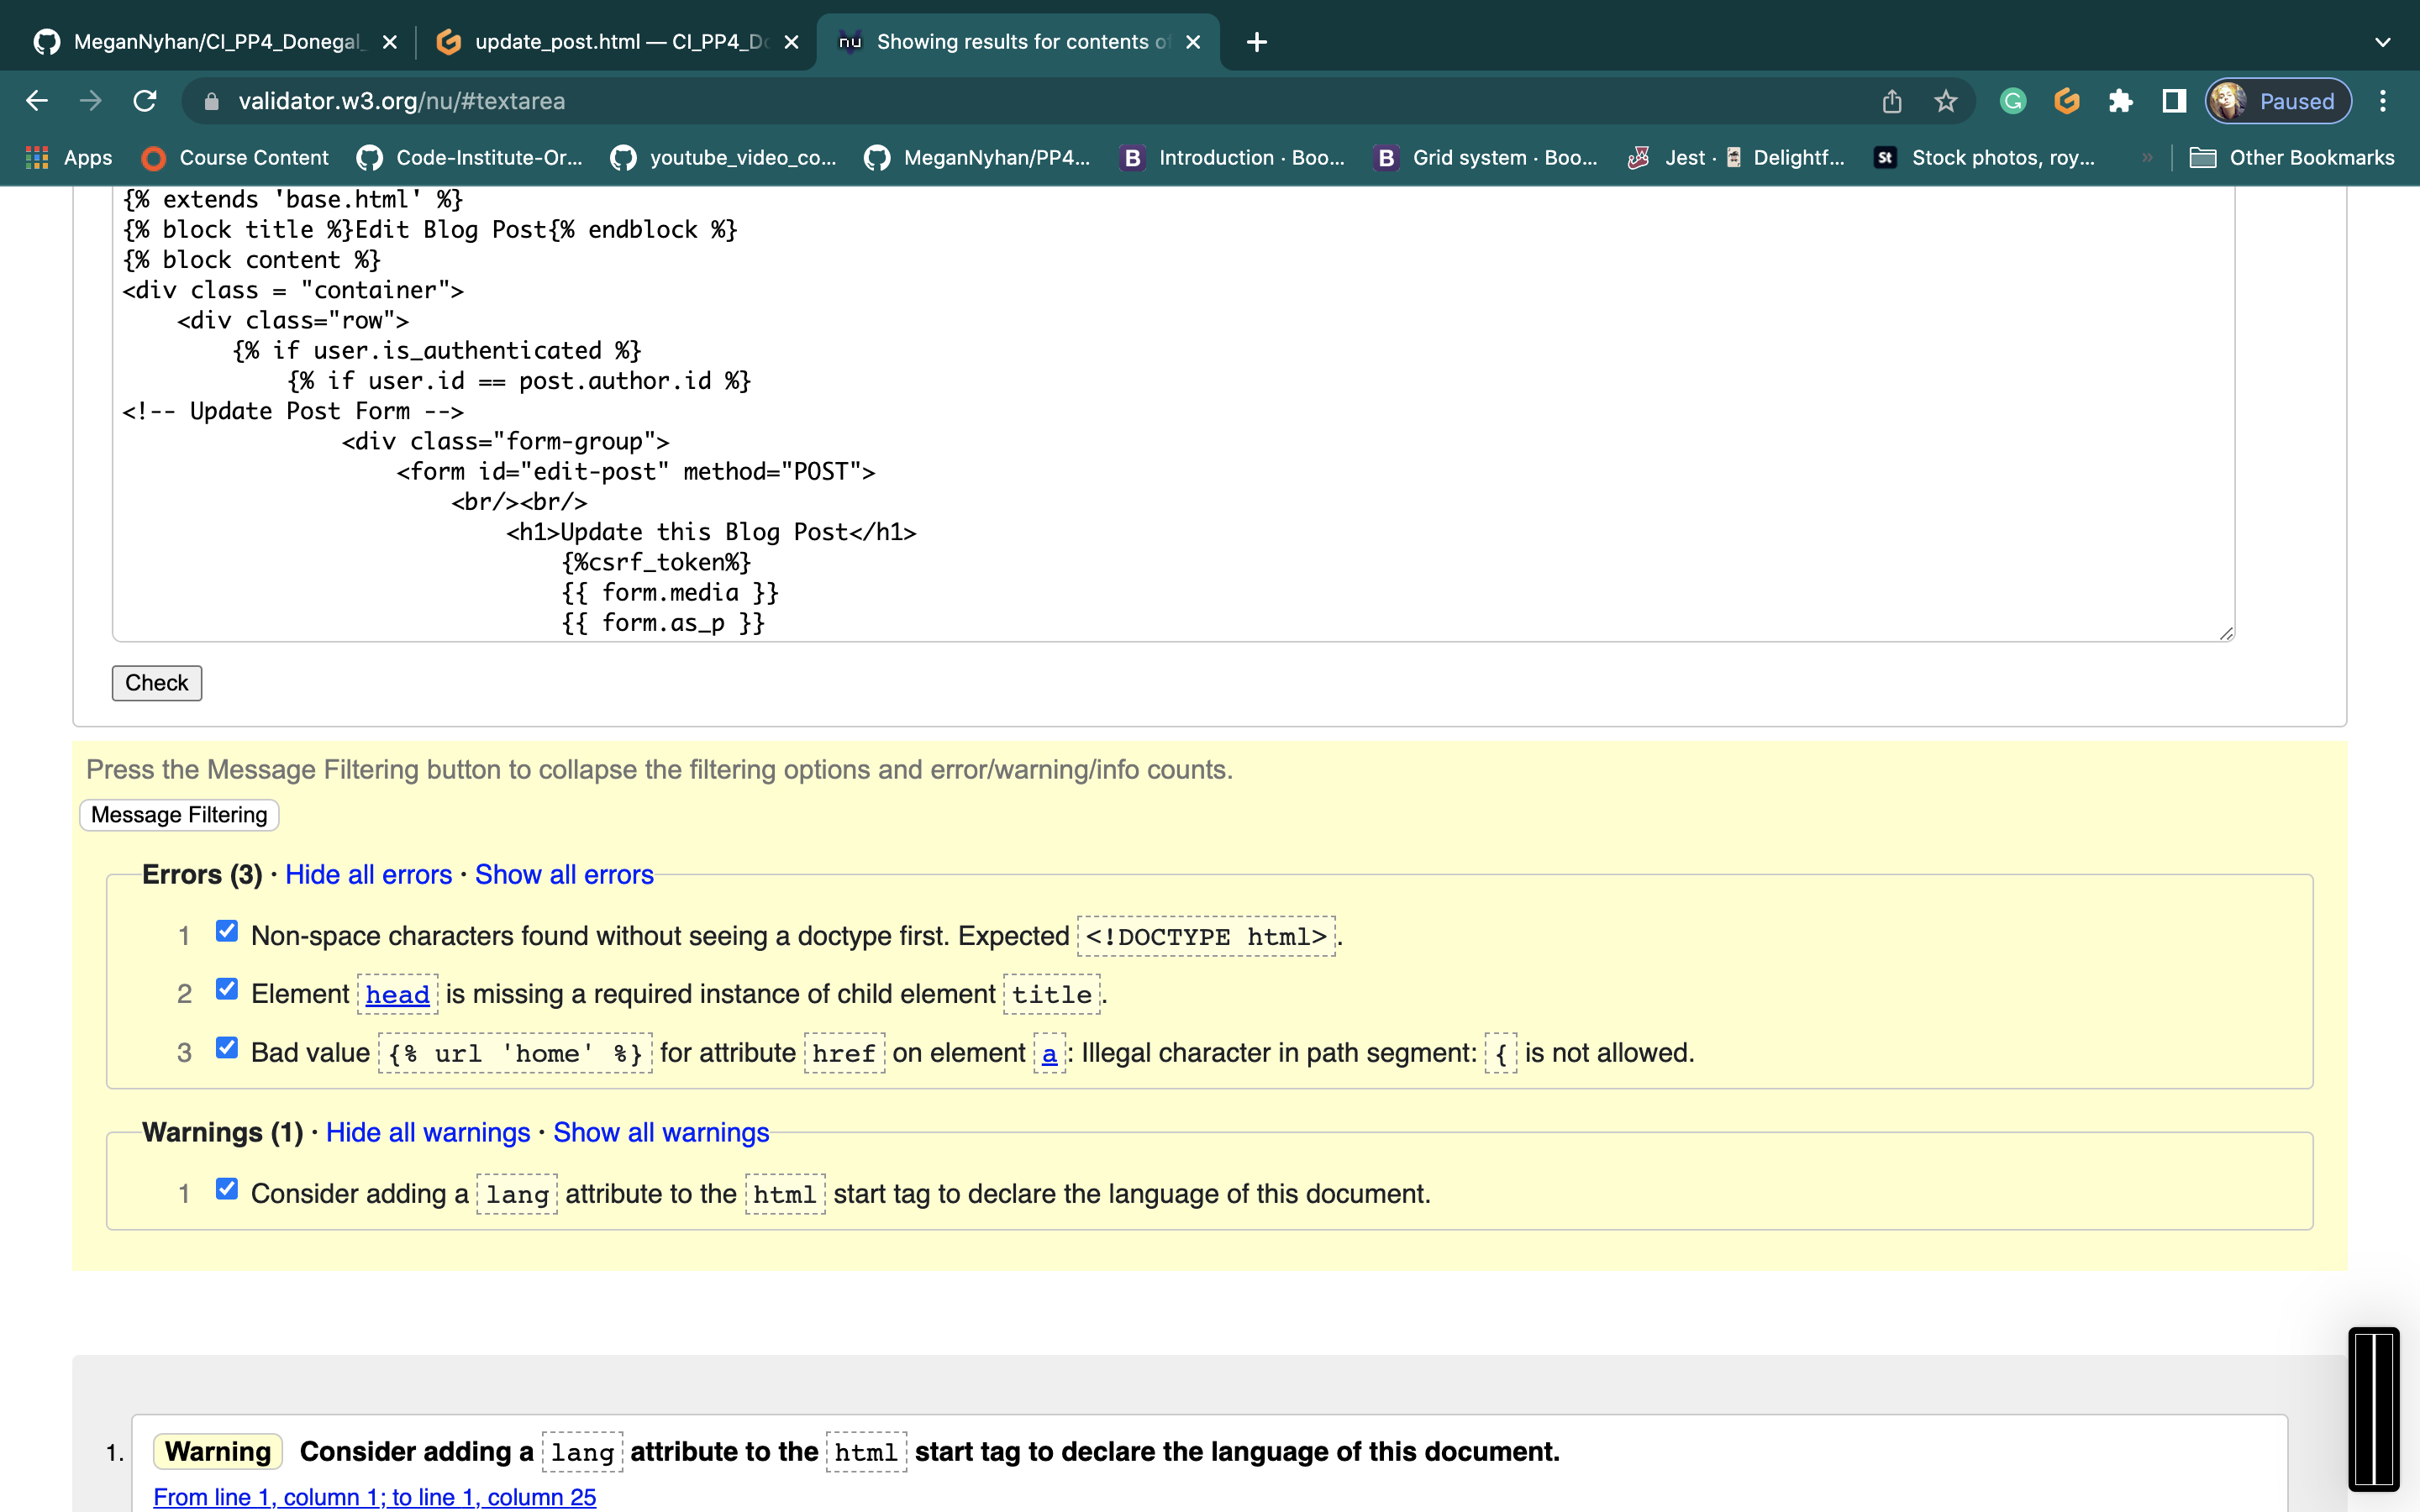 MeganNyhan/CI_PP4_Donegal_
update_post.html — CI_PP4_Do
Showing results for contents of
validator.w3.org/nu/#textarea
Paused
Apps
Course Content
Code-Institute-Or...
youtube_video_co...
MeganNyhan/PP4...
Introduction · Boo...
Grid system · Boo...
Jest · Delightf...
Stock photos, roy...
Other Bookmarks
{% extends 'base.html' %}
{% block title %}Edit Blog Post{% endblock %}
{% block content %}
<div class = "container">
    <div class="row">
        {% if user.is_authenticated %}
            {% if user.id == post.author.id %}
<!-- Update Post Form -->
                <div class="form-group">
                    <form id="edit-post" method="POST">
                        <br/><br/>
                            <h1>Update this Blog Post</h1>
                                {%csrf_token%}
                                {{ form.media }}
                                {{ form.as_p }}
Check
Press the Message Filtering button to collapse the filtering options and error/warning/info counts.
Message Filtering
Errors (3) · Hide all errors · Show all errors
1 Non-space characters found without seeing a doctype first. Expected <!DOCTYPE html>.
2 Element head is missing a required instance of child element title.
3 Bad value {% url 'home' %} for attribute href on element a: Illegal character in path segment: { is not allowed.
Warnings (1) · Hide all warnings · Show all warnings
1 Consider adding a lang attribute to the html start tag to declare the language of this document.
1. Warning Consider adding a lang attribute to the html start tag to declare the language of this document.
From line 1, column 1; to line 1, column 25